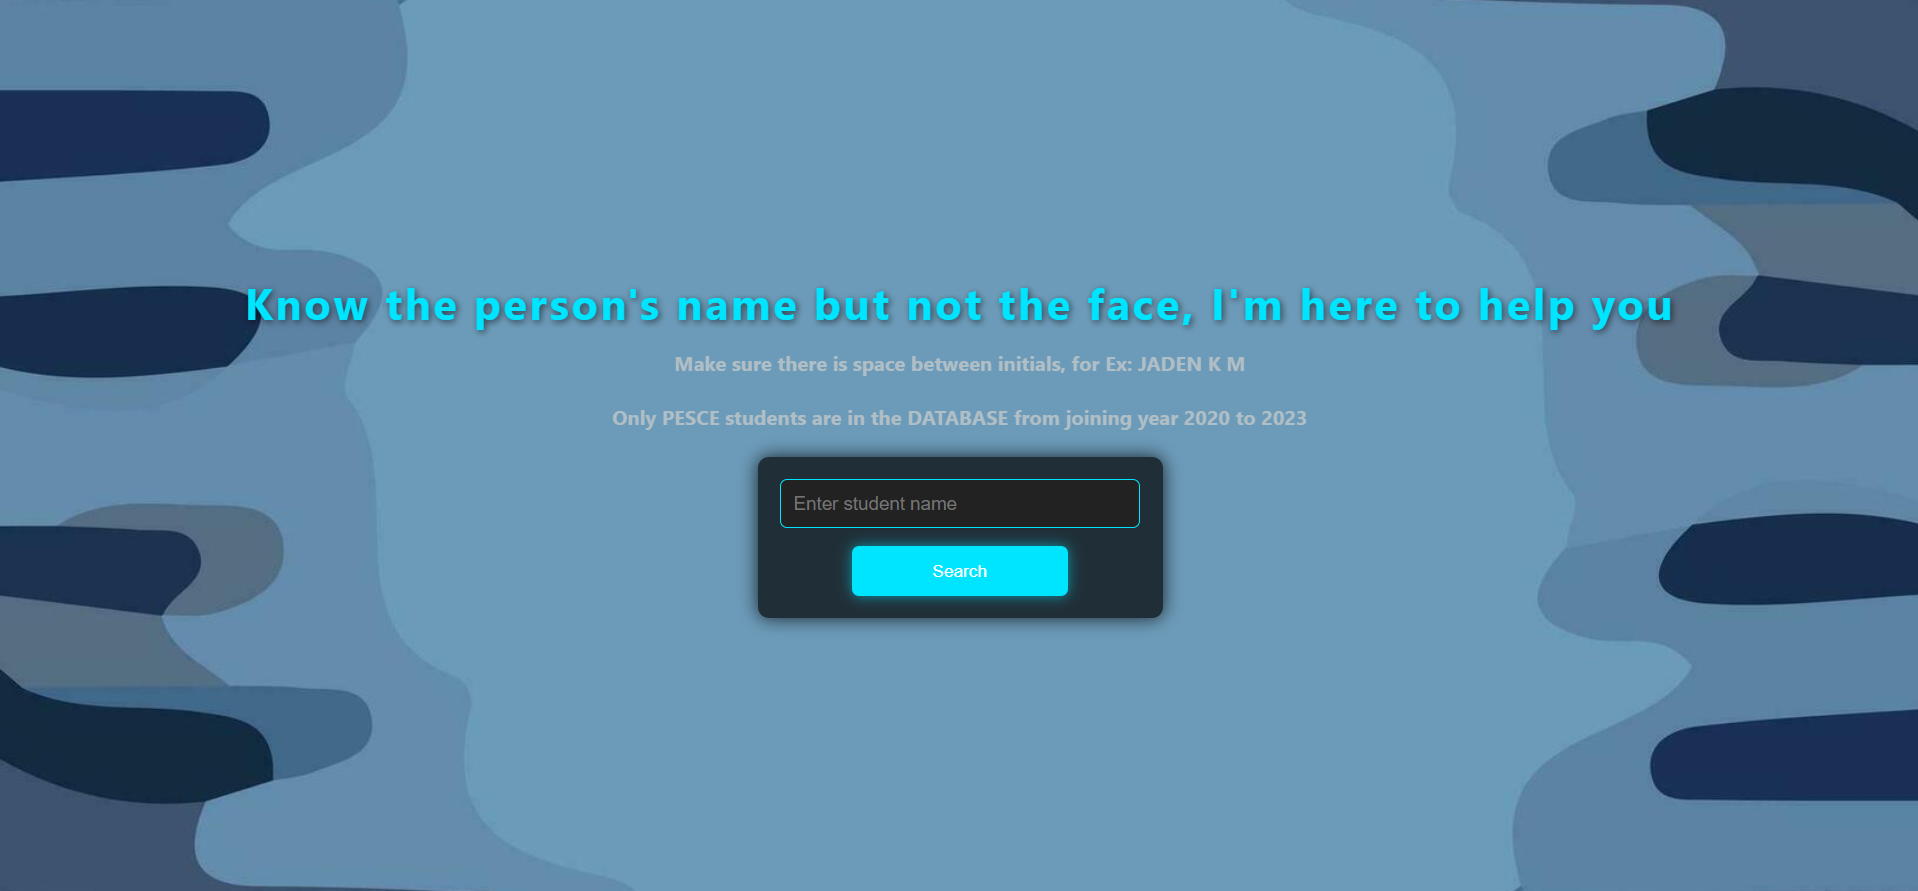 Know the person's name but not the face, I'm here to help you
Make sure there is space between initials, for Ex: JADEN K M
Only PESCE students are in the DATABASE from joining year 2020 to 2023
Enter student name
Search